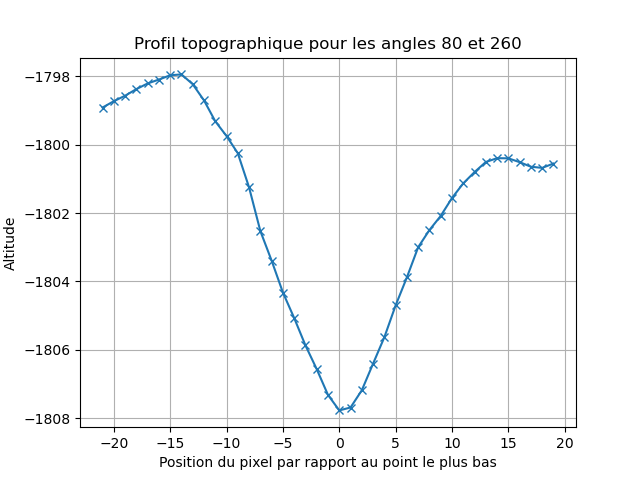 Profil topographique pour les angles 80 et 260
−1798
−1800
−1802
−1804
−1806
−1808
Altitude
−20 −15 −10 −5 0 5 10 15 20
Position du pixel par rapport au point le plus bas